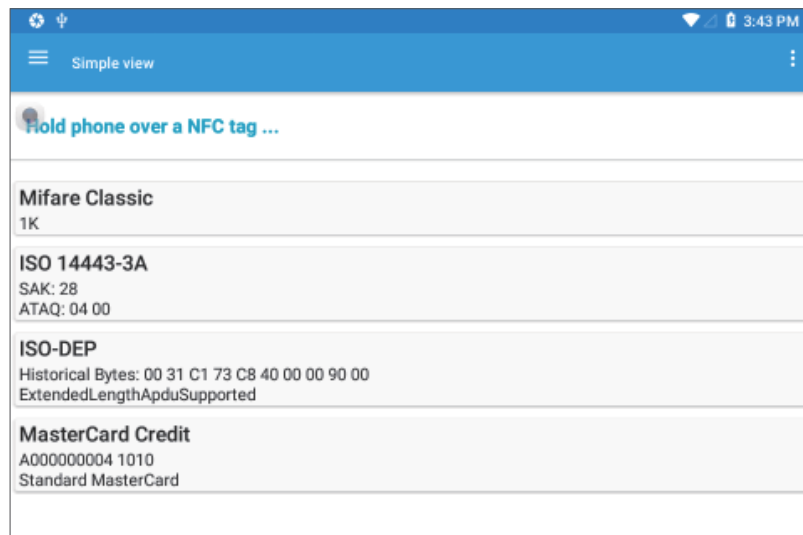 3:43 PM
Simple view
Hold phone over a NFC tag ...
Mifare Classic
1K
ISO 14443-3A
SAK: 28
ATAQ: 04 00
ISO-DEP
Historical Bytes: 00 31 C1 73 C8 40 00 00 90 00
ExtendedLengthApduSupported
MasterCard Credit
A000000004 1010
Standard MasterCard